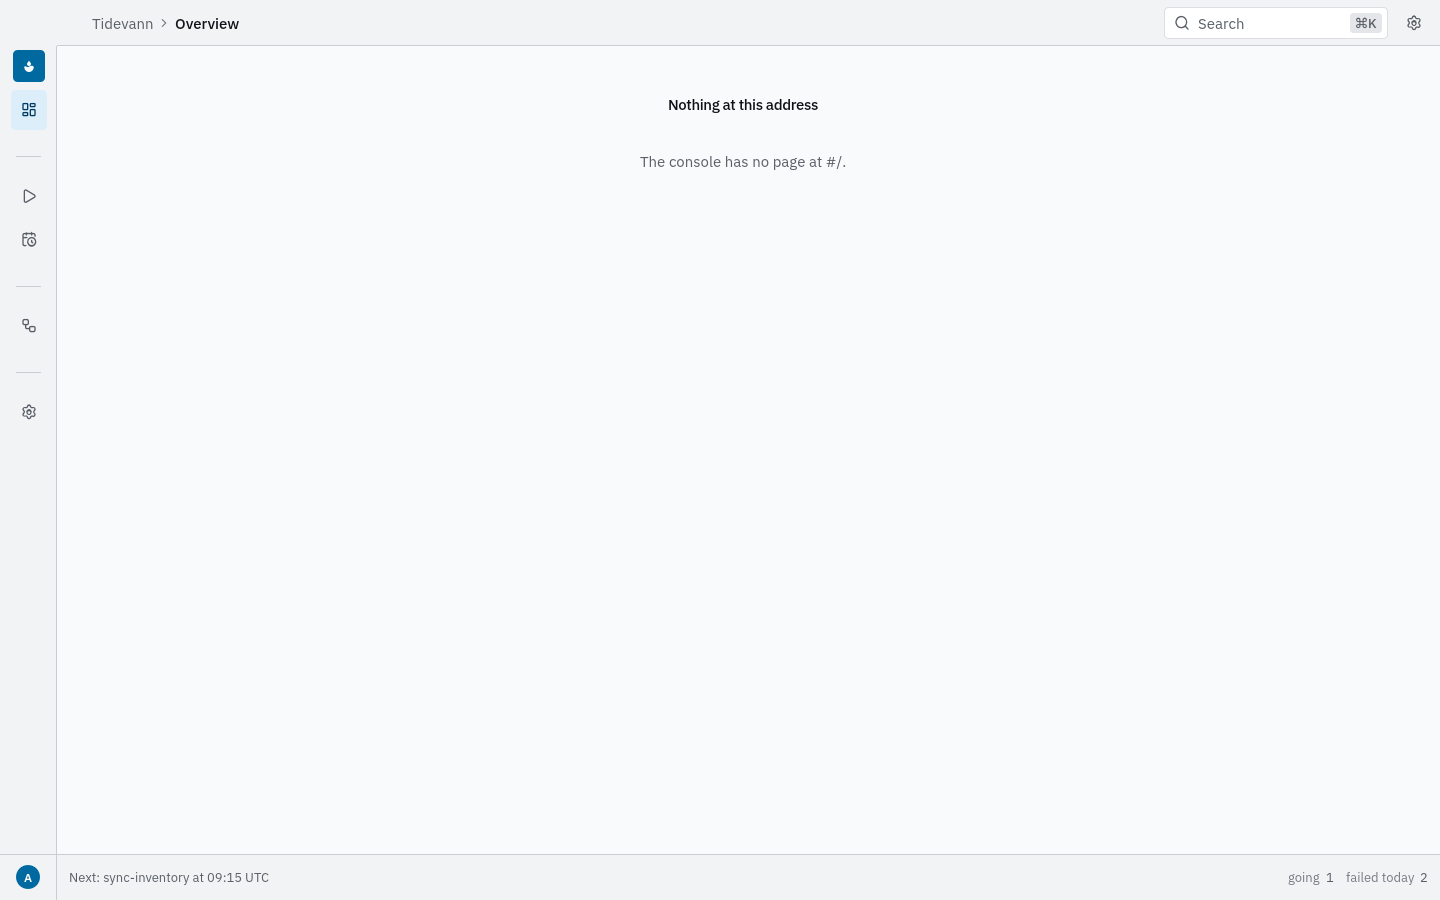 Tidevann > Overview
Search ⌘K
Nothing at this address
The console has no page at #/.
A
Next: sync-inventory at 09:15 UTC
going 1 failed today 2